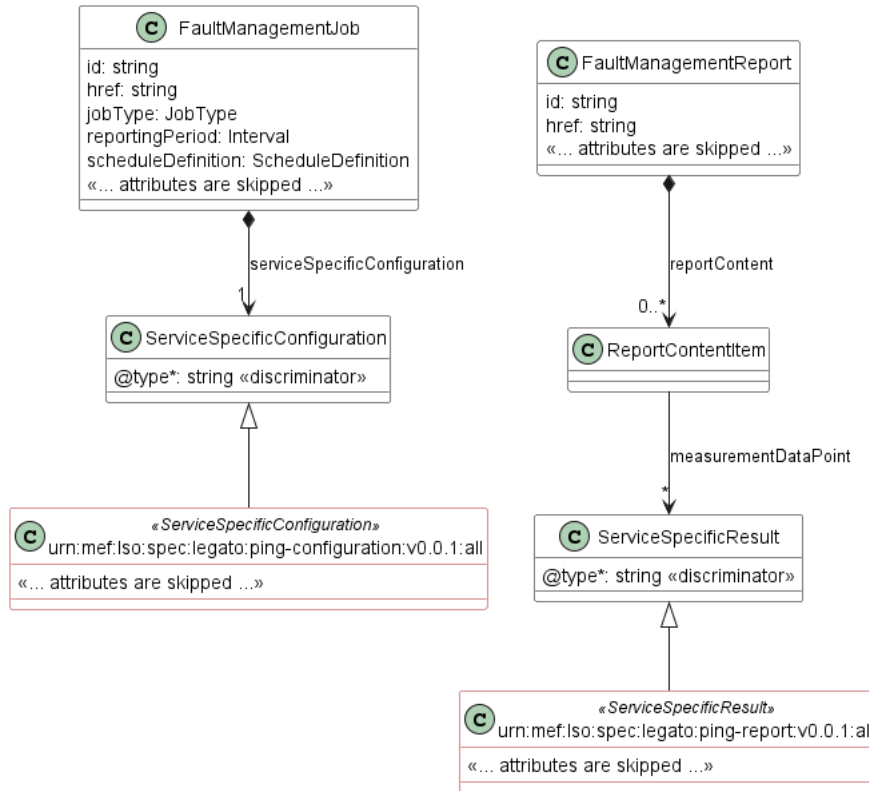 C FaultManagementJob
id: string
href: string
jobType: JobType
reportingPeriod: Interval
scheduleDefinition: ScheduleDefinition
«... attributes are skipped ...»
serviceSpecificConfiguration
1
C ServiceSpecificConfiguration
@type*: string «discriminator»
«ServiceSpecificConfiguration»
C urn:mef:lso:spec:legato:ping-configuration:v0.0.1:all
«... attributes are skipped ...»
C FaultManagementReport
id: string
href: string
«... attributes are skipped ...»
reportContent
0..*
C ReportContentItem
measurementDataPoint
*
C ServiceSpecificResult
@type*: string «discriminator»
«ServiceSpecificResult»
C urn:mef:lso:spec:legato:ping-report:v0.0.1:al
«... attributes are skipped ...»